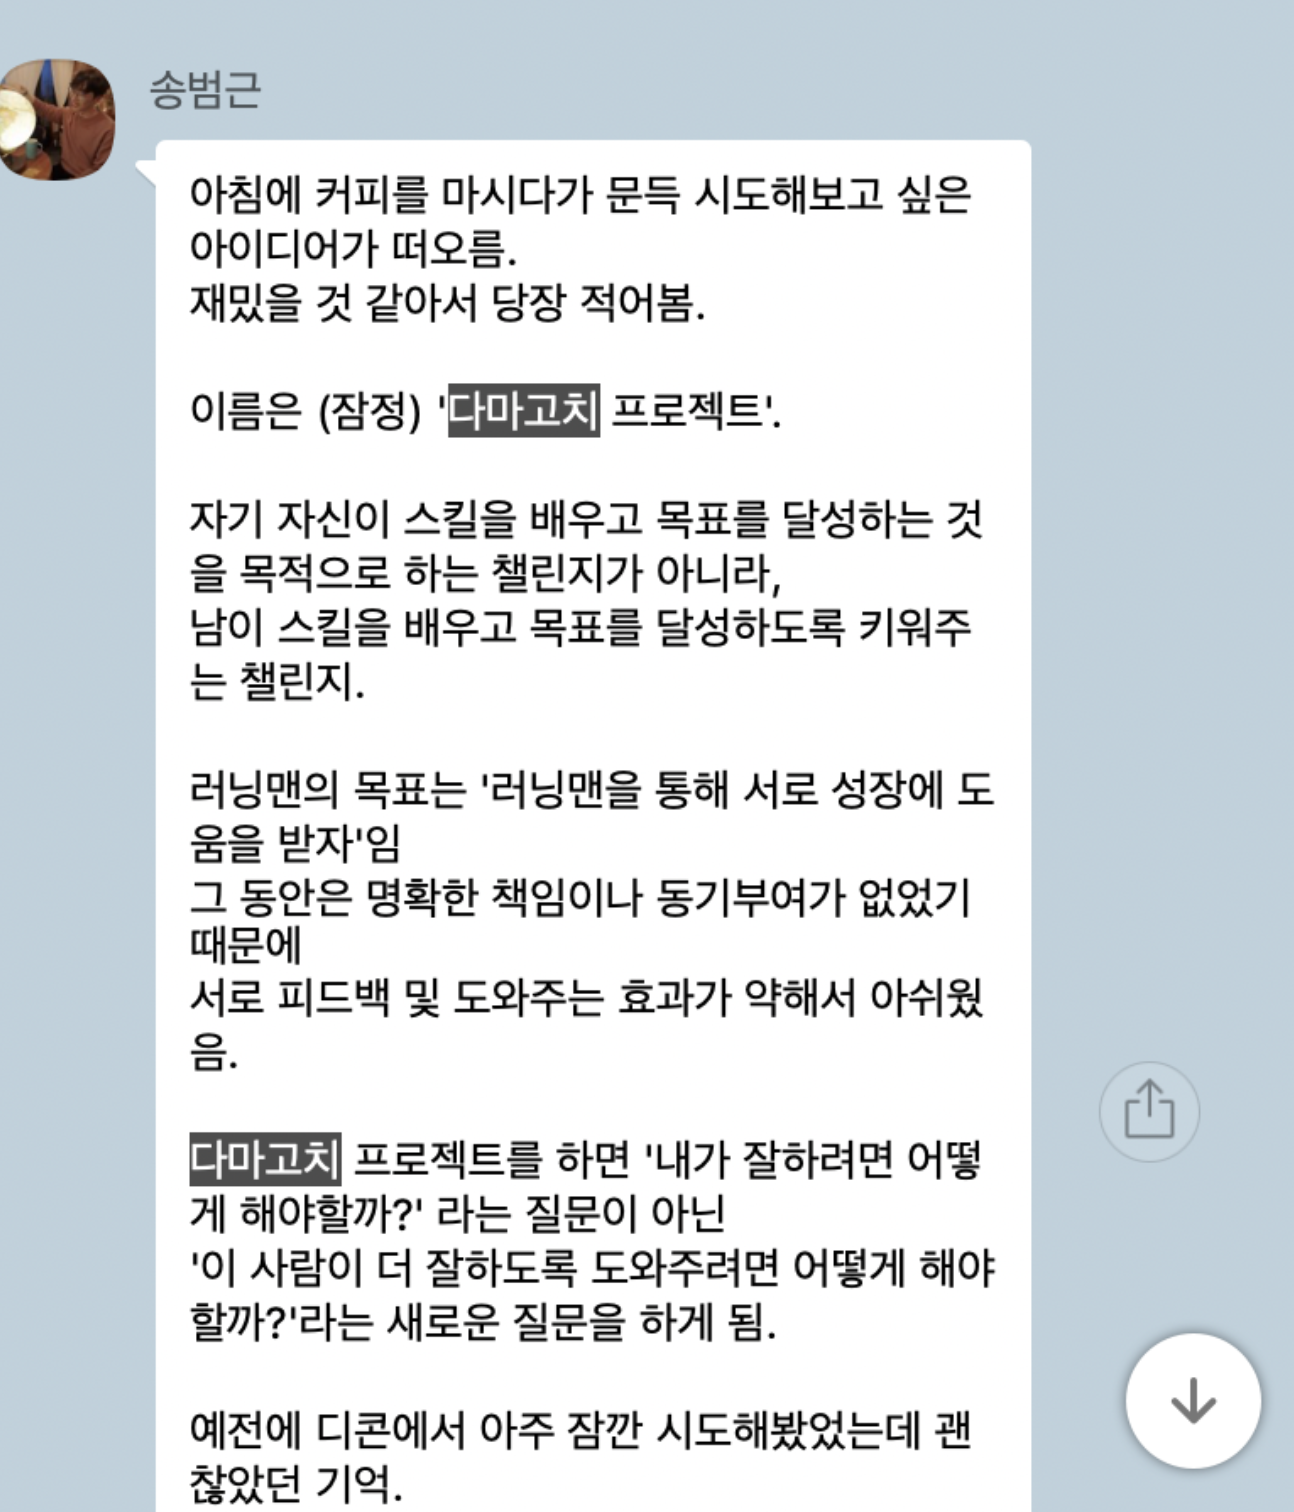 송범근
아침에 커피를 마시다가 문득 시도해보고 싶은
아이디어가 떠오름.
재밌을 것 같아서 당장 적어봄.
이름은 (잠정) '다마고치 프로젝트'.
자기 자신이 스킬을 배우고 목표를 달성하는 것
을 목적으로 하는 챌린지가 아니라,
남이 스킬을 배우고 목표를 달성하도록 키워주
는 챌린지.
러닝맨의 목표는 '러닝맨을 통해 서로 성장에 도
움을 받자'임
그 동안은 명확한 책임이나 동기부여가 없었기
때문에
서로 피드백 및 도와주는 효과가 약해서 아쉬웠
음.
다마고치 프로젝트를 하면 '내가 잘하려면 어떻
게 해야할까?' 라는 질문이 아닌
'이 사람이 더 잘하도록 도와주려면 어떻게 해야
할까?'라는 새로운 질문을 하게 됨.
예전에 디콘에서 아주 잠깐 시도해봤었는데 괜
찮았던 기억.